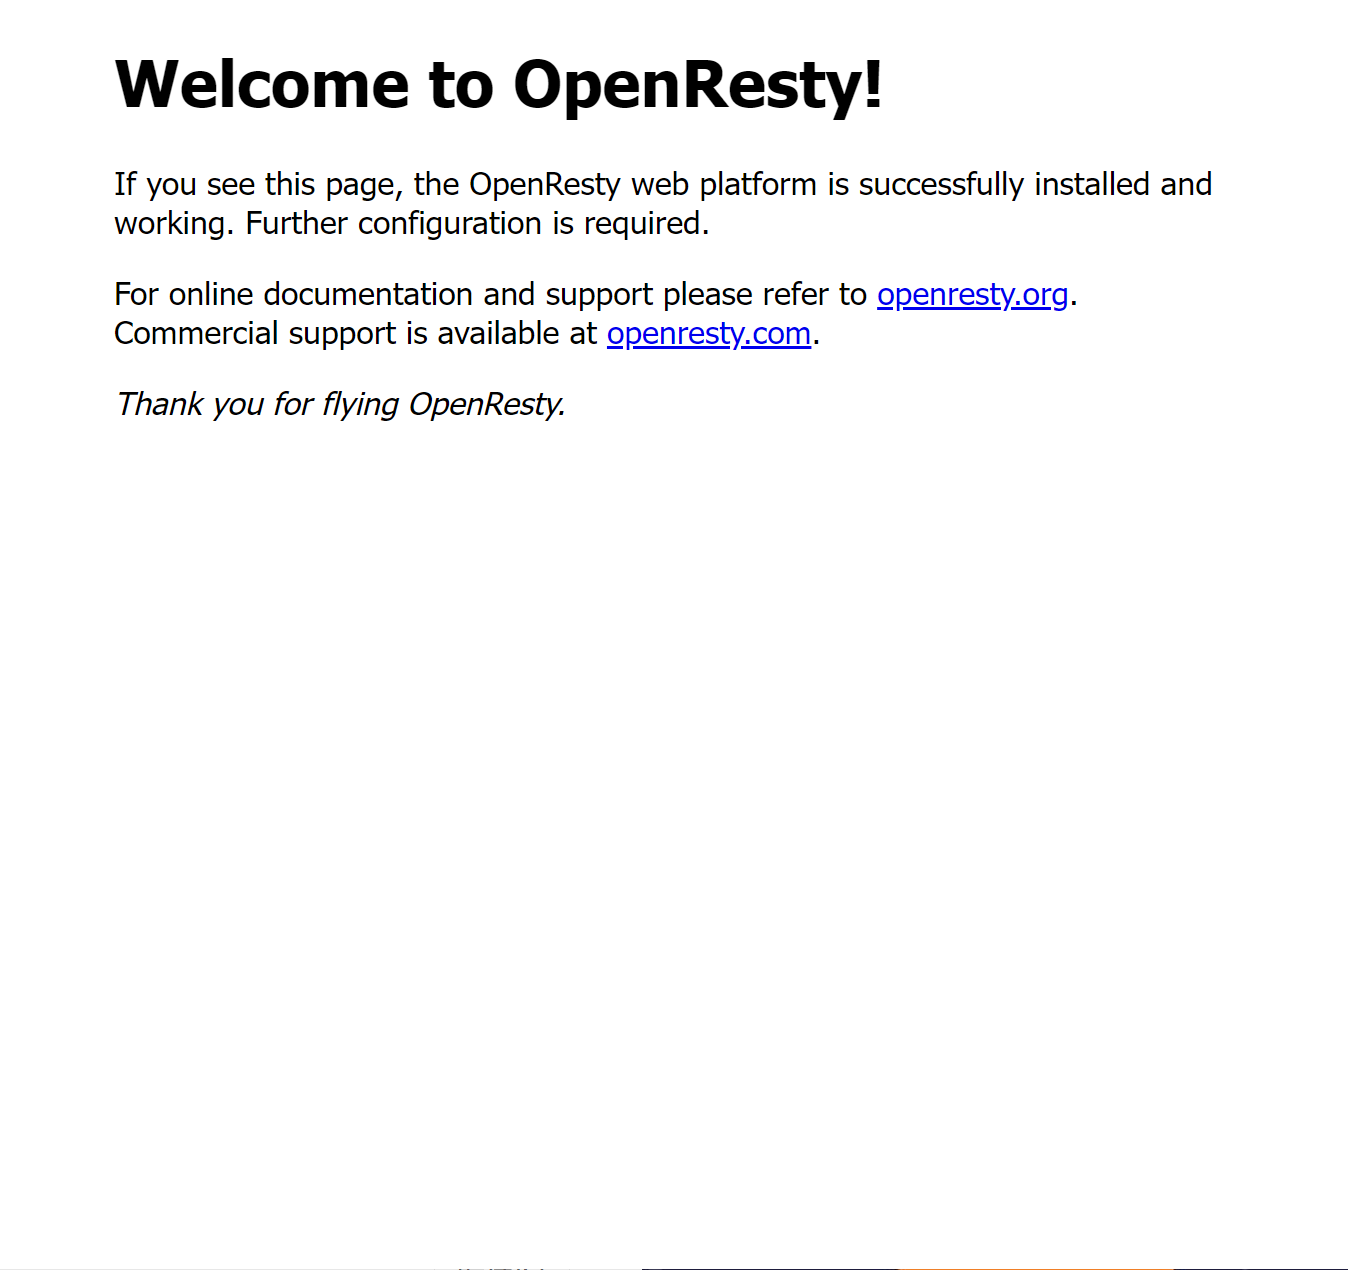 Welcome to OpenResty!
If you see this page, the OpenResty web platform is successfully installed and
working. Further configuration is required.
For online documentation and support please refer to openresty.org.
Commercial support is available at openresty.com.
Thank you for flying OpenResty.